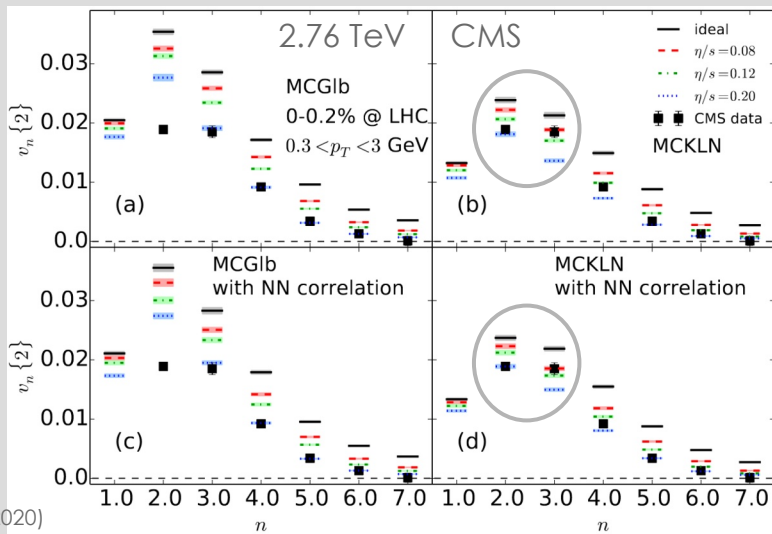 2.76 TeV
CMS
v_n{2}
0.03
0.02
0.01
0.0
MCGlb
0-0.2% @ LHC
0.3 < p_T < 3 GeV
(a)
ideal
η/s = 0.08
η/s = 0.12
η/s = 0.20
CMS data
MCKLN
(b)
v_n{2}
0.03
0.02
0.01
0.0
MCGlb
with NN correlation
(c)
MCKLN
with NN correlation
(d)
1.0 2.0 3.0 4.0 5.0 6.0 7.0
1.0 2.0 3.0 4.0 5.0 6.0 7.0
n
n
020)